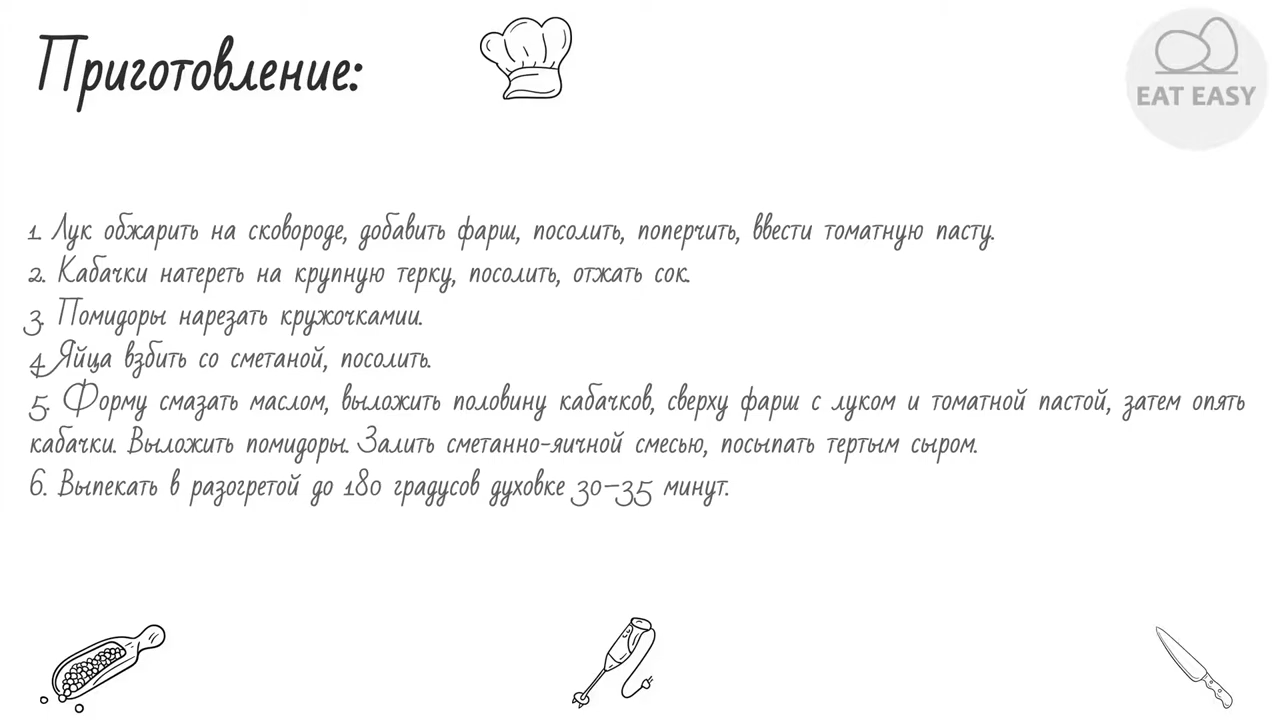 Приготовление:
EAT EASY
1. Лук обжарить на сковороде, добавить фарш, посолить, поперчить, ввести томатную пасту.
2. Кабачки натереть на крупную терку, посолить, отжать сок.
3. Помидоры нарезать кружочкамии.
4. Яйца взбить со сметаной, посолить.
5. Форму смазать маслом, выложить половину кабачков, сверху фарш с луком и томатной пастой, затем опять
кабачки. Выложить помидоры. Залить сметанно-яичной смесью, посыпать тертым сыром.
6. Выпекать в разогретой до 180 градусов духовке 30–35 минут.